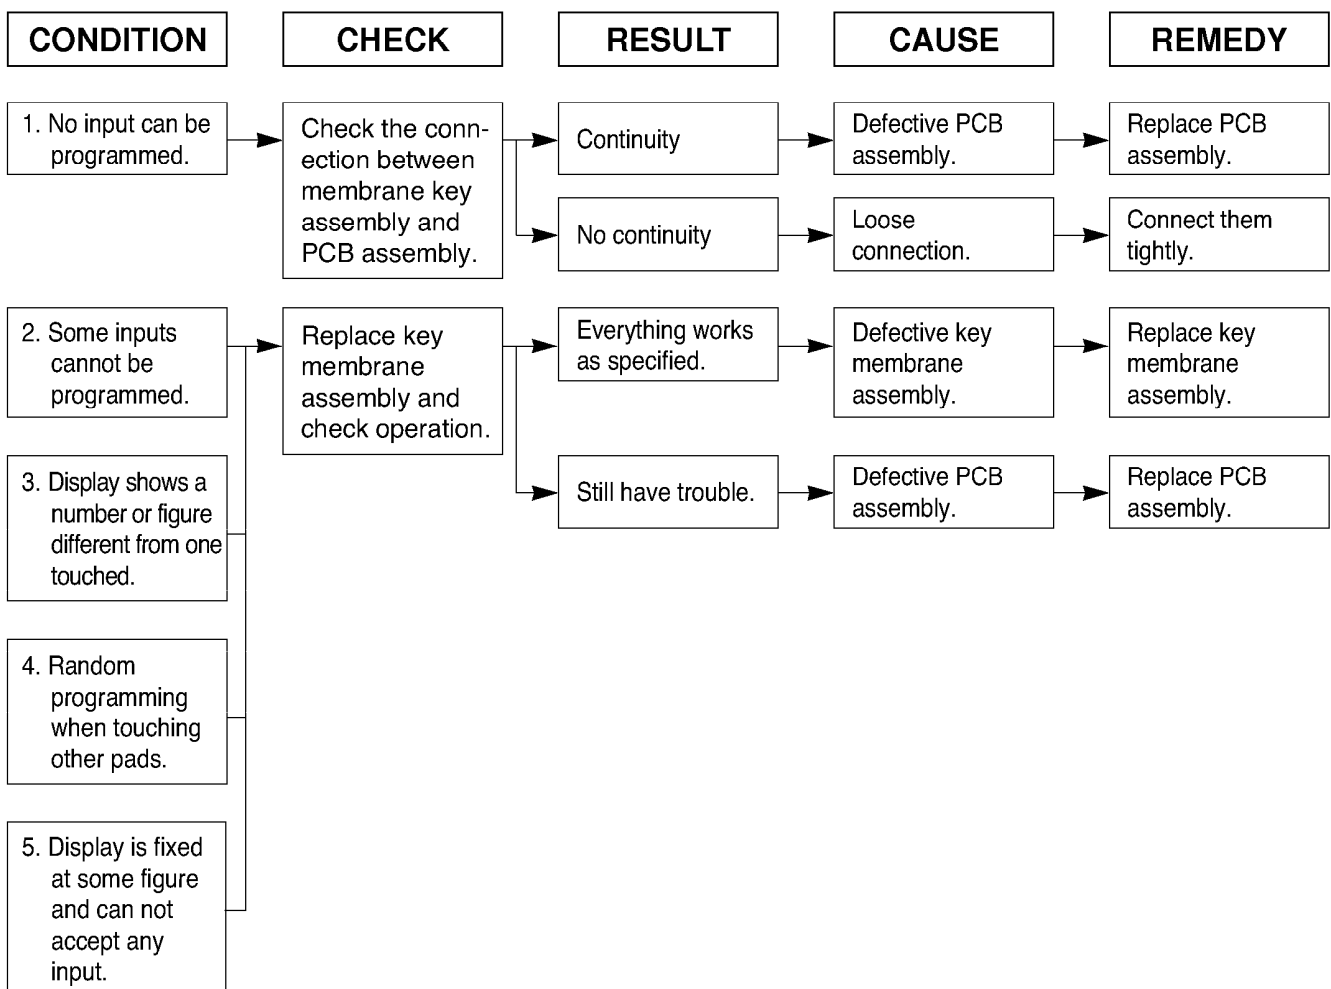 CONDITION
CHECK
RESULT
CAUSE
REMEDY
1. No input can be
programmed.
Check the conn-
ection between
membrane key
assembly and
PCB assembly.
Continuity
Defective PCB
assembly.
Replace PCB
assembly.
No continuity
Loose
connection.
Connect them
tightly.
2. Some inputs
cannot be
programmed.
Replace key
membrane
assembly and
check operation.
Everything works
as specified.
Defective key
membrane
assembly.
Replace key
membrane
assembly.
3. Display shows a
number or figure
different from one
touched.
Still have trouble.
Defective PCB
assembly.
Replace PCB
assembly.
4. Random
programming
when touching
other pads.
5. Display is fixed
at some figure
and can not
accept any
input.